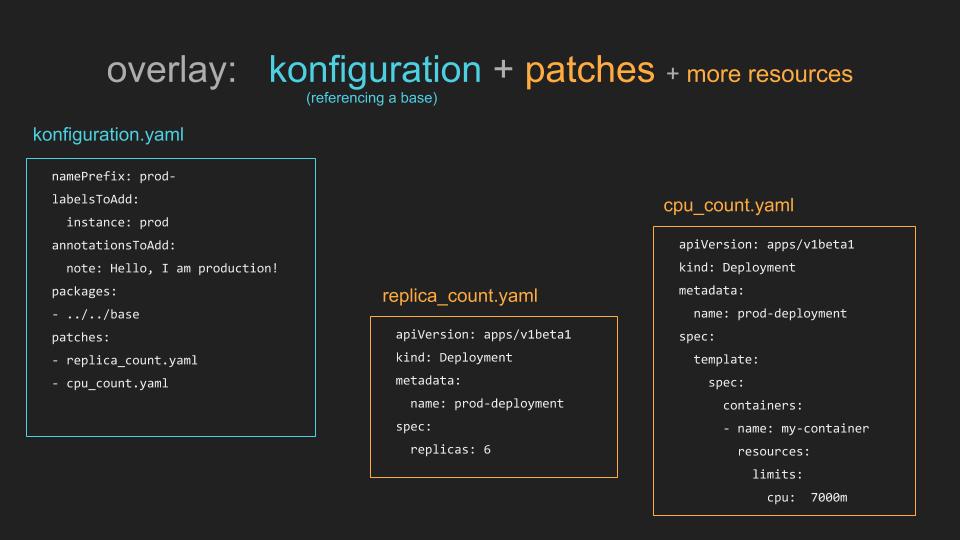 overlay: konfiguration + patches + more resources
(referencing a base)
konfiguration.yaml
namePrefix: prod-
labelsToAdd:
  instance: prod
annotationsToAdd:
  note: Hello, I am production!
packages:
- ../../base
patches:
- replica_count.yaml
- cpu_count.yaml
replica_count.yaml
apiVersion: apps/v1beta1
kind: Deployment
metadata:
  name: prod-deployment
spec:
  replicas: 6
cpu_count.yaml
apiVersion: apps/v1beta1
kind: Deployment
metadata:
  name: prod-deployment
spec:
  template:
    spec:
      containers:
      - name: my-container
        resources:
          limits:
            cpu:  7000m